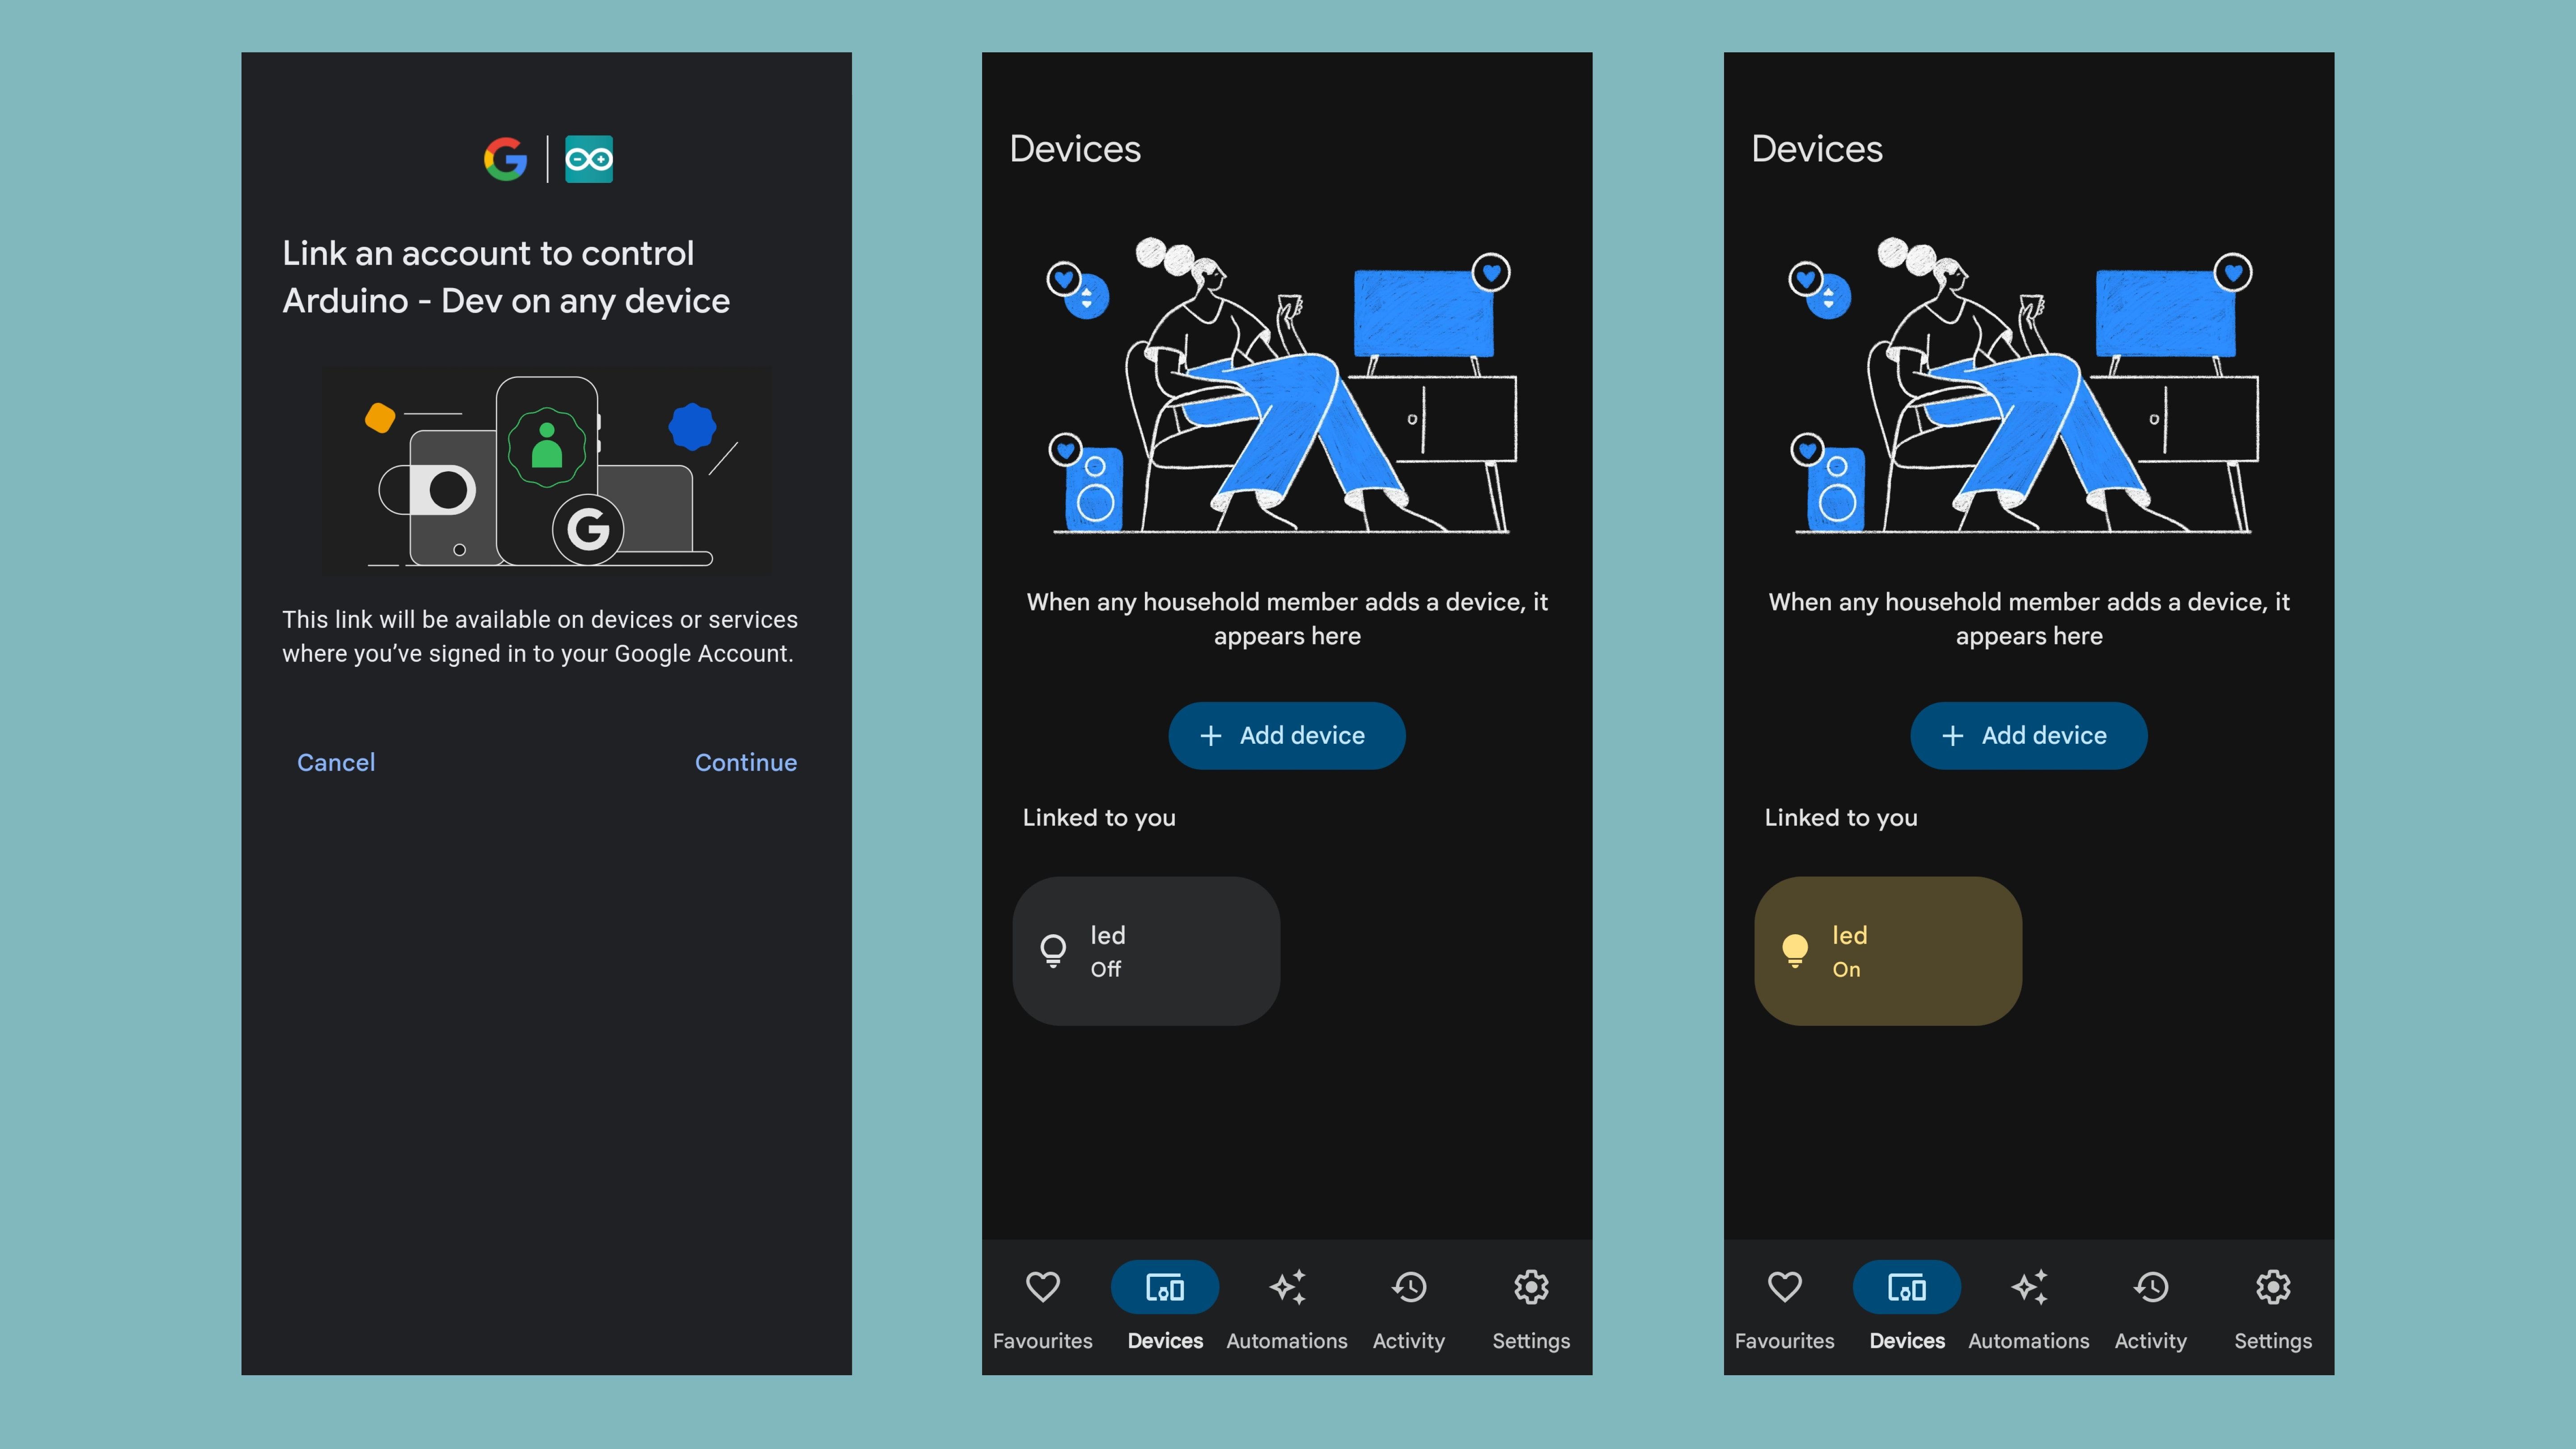 Link an account to control
Arduino - Dev on any device
This link will be available on devices or services
where you’ve signed in to your Google Account.
Cancel
Continue
Devices
When any household member adds a device, it
appears here
+ Add device
Linked to you
led
Off
Favourites
Devices
Automations
Activity
Settings
Devices
When any household member adds a device, it
appears here
+ Add device
Linked to you
led
On
Favourites
Devices
Automations
Activity
Settings